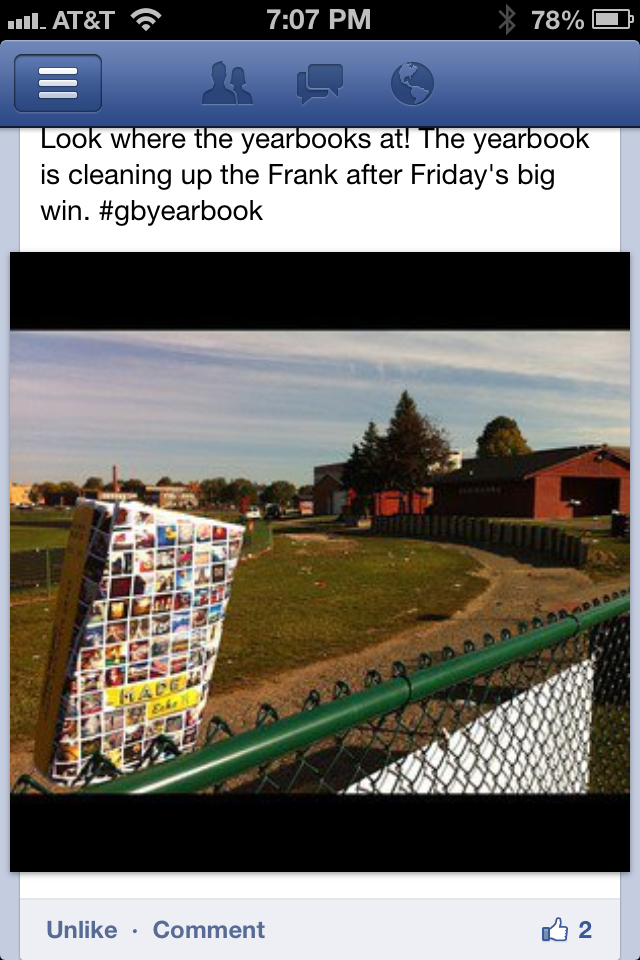 AT&T 7:07 PM 78%
Look where the yearbooks at! The yearbook
is cleaning up the Frank after Friday's big
win. #gbyearbook
MADE
Echo
Unlike · Comment 2